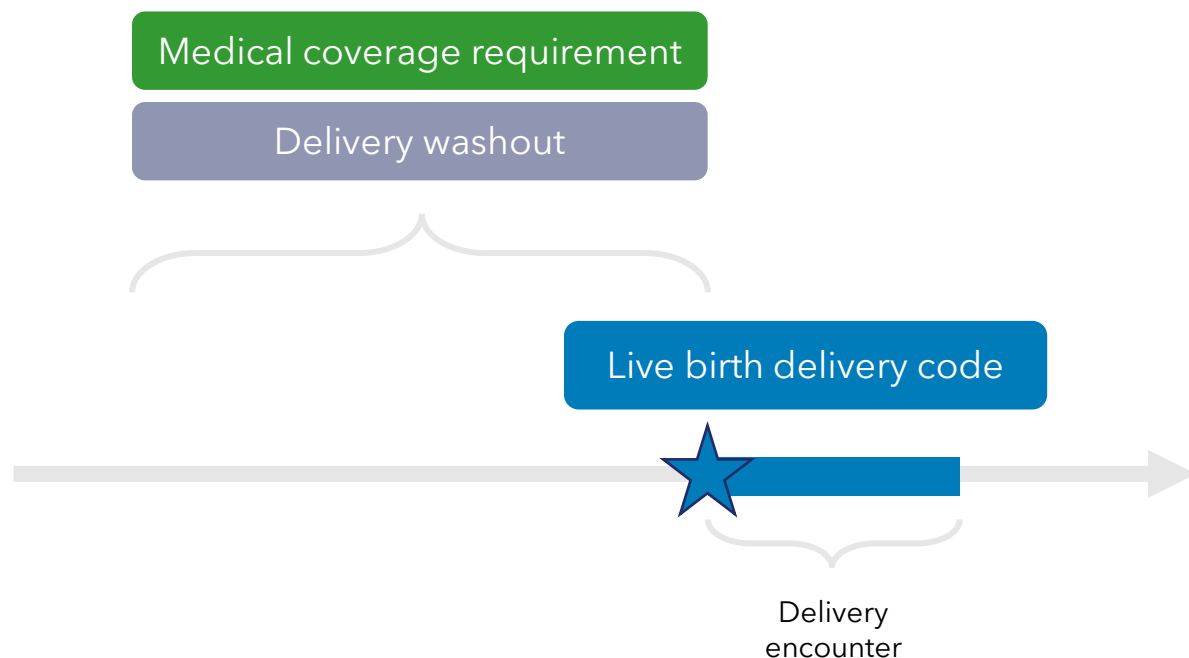 Medical coverage requirement
Delivery washout
Live birth delivery code
Delivery
encounter